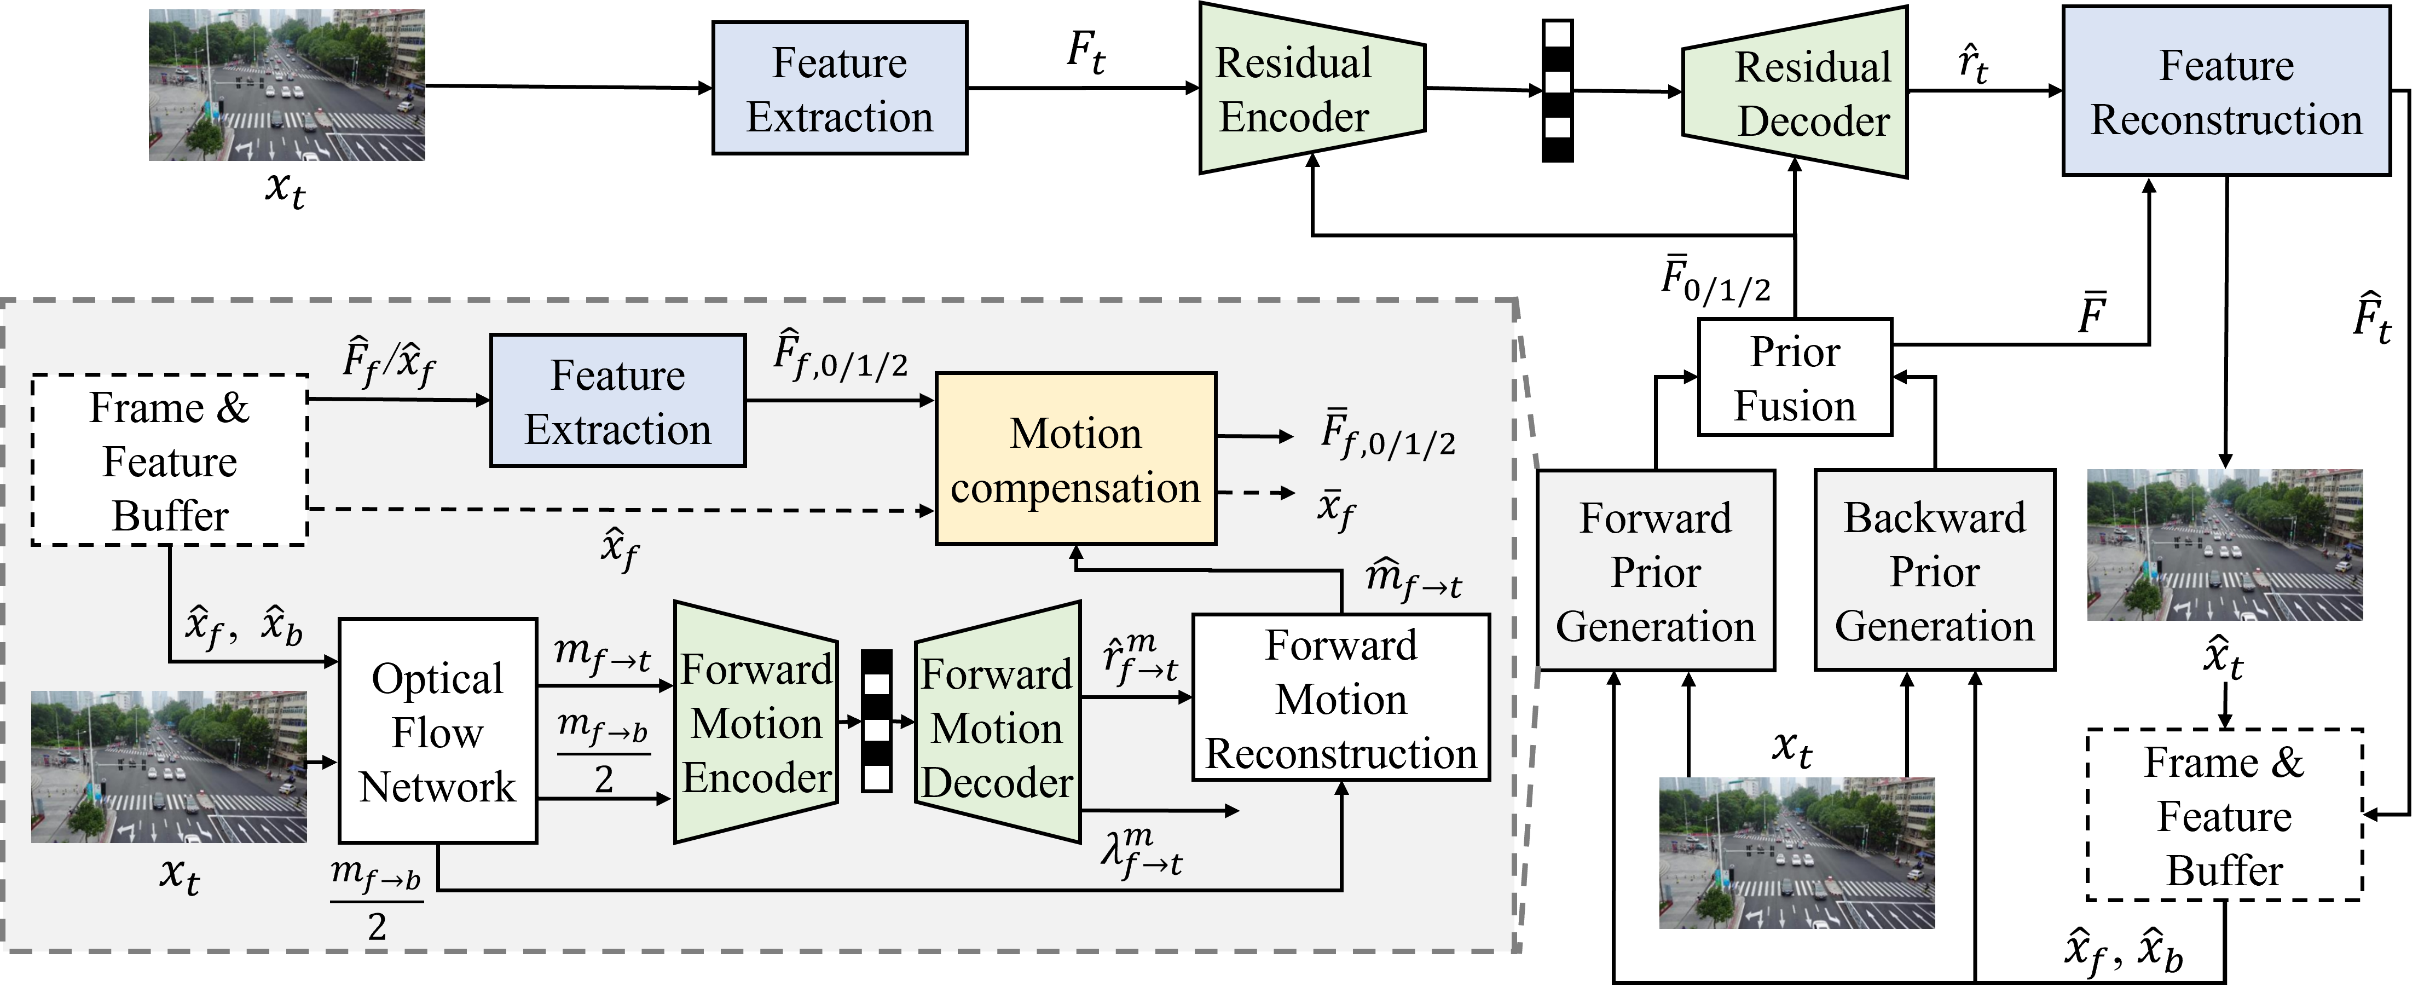 Feature
Extraction
F_t
Residual
Encoder
Residual
Decoder
r̂_t
Feature
Reconstruction
x_t
F̄_{0/1/2}
F̄
F̂_t
Prior
Fusion
F̂_f/x̂_f
Feature
Extraction
F̂_{f,0/1/2}
Frame &
Feature
Buffer
Motion
compensation
F̄_{f,0/1/2}
x̄_f
x̂_f
m̂_{f→t}
x̂_f, x̂_b
Optical
Flow
Network
m_{f→t}
m_{f→b}
2
Forward
Motion
Encoder
Forward
Motion
Decoder
r̂^m_{f→t}
λ^m_{f→t}
Forward
Motion
Reconstruction
x_t
m_{f→b}
2
Forward
Prior
Generation
Backward
Prior
Generation
x_t
x̂_t
Frame &
Feature
Buffer
x̂_f, x̂_b